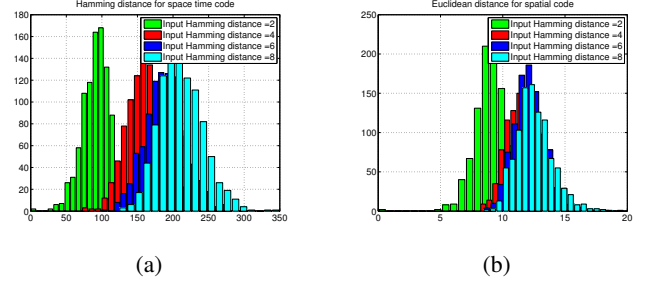 Hamming distance for space time code
180
160
140
120
100
80
60
40
20
0
0 50 100 150 200 250 300 350
Input Hamming distance =2
Input Hamming distance =4
Input Hamming distance =6
Input Hamming distance =8
(a)
Euclidean distance for spatial code
250
200
150
100
50
0
0 5 10 15 20
Input Hamming distance =2
Input Hamming distance =4
Input Hamming distance =6
Input Hamming distance =8
(b)